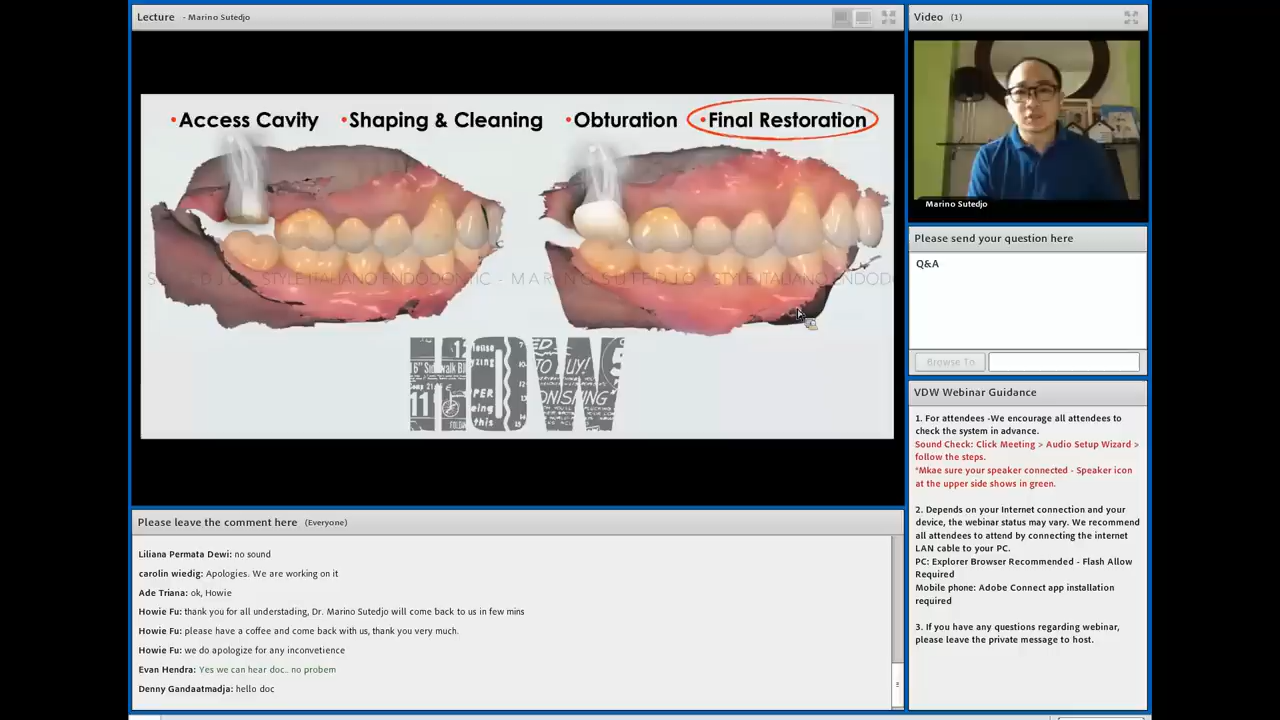 Lecture - Marino Sutedjo
•Access Cavity •Shaping & Cleaning •Obturation •Final Restoration
MARINO SUTEDJO STYLE ITALIANO ENDODONTIC
HOW
Please leave the comment here (Everyone)
Liliana Permata Dewi: no sound
carolin wiedig: Apologies. We are working on it
Ade Triana: ok, Howie
Howie Fu: thank you for all understading, Dr. Marino Sutedjo will come back to us in few mins
Howie Fu: please have a coffee and come back with us, thank you very much.
Howie Fu: we do apologize for any inconvetience
Evan Hendra: Yes we can hear doc.. no probem
Denny Gandaatmadja: hello doc
Video (1)
Marino Sutedjo
Please send your question here
Q&A
Browse To
VDW Webinar Guidance
1. For attendees -We encourage all attendees to
check the system in advance.
Sound Check: Click Meeting > Audio Setup Wizard >
follow the steps.
*Mkae sure your speaker connected - Speaker icon
at the upper side shows in green.
2. Depends on your Internet connection and your
device, the webinar status may vary. We recommend
all attendees to attend by connecting the internet
LAN cable to your PC.
PC: Explorer Browser Recommended - Flash Allow
Required
Mobile phone: Adobe Connect app installation
required
3. If you have any questions regarding webinar,
please leave the private message to host.